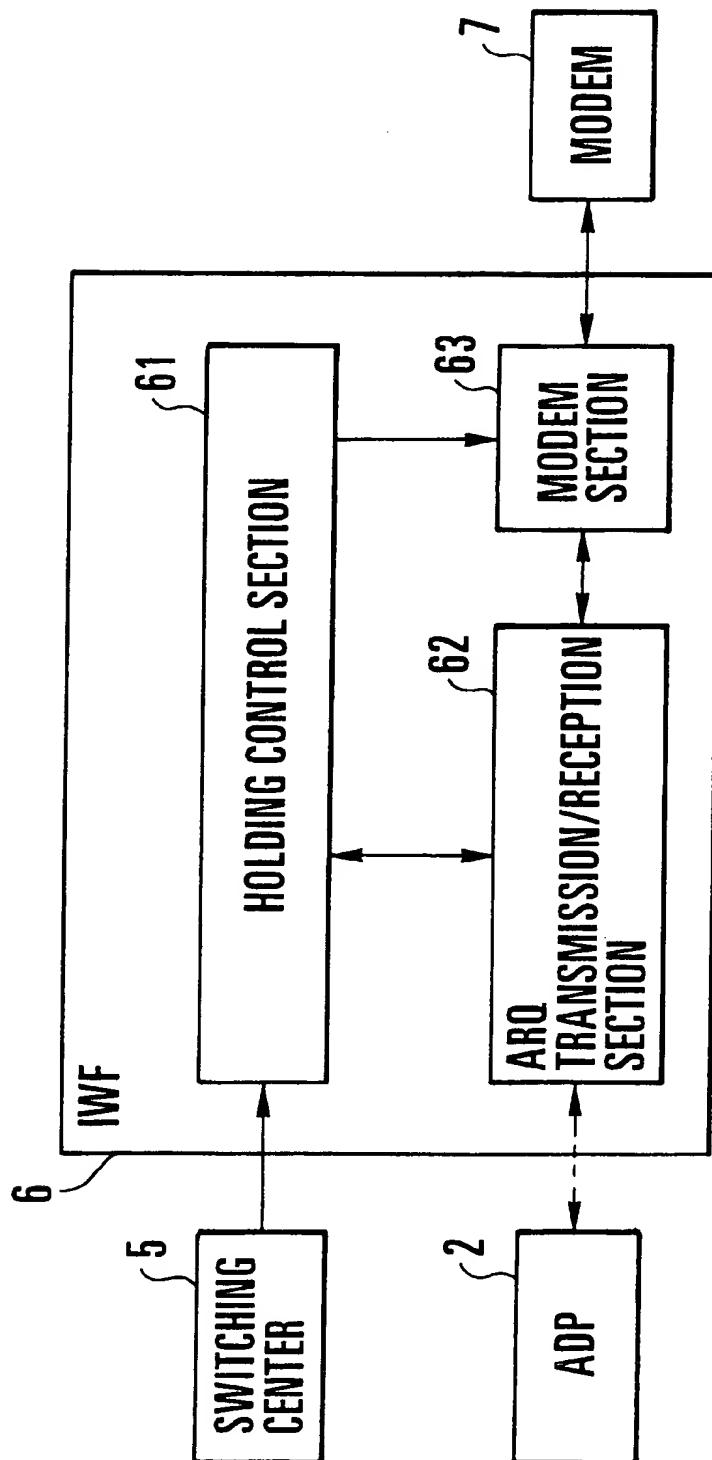 6
IWF
5
SWITCHING
CENTER
61
HOLDING CONTROL SECTION
2
ADP
62
ARQ
TRANSMISSION/RECEPTION
SECTION
63
MODEM
SECTION
7
MODEM